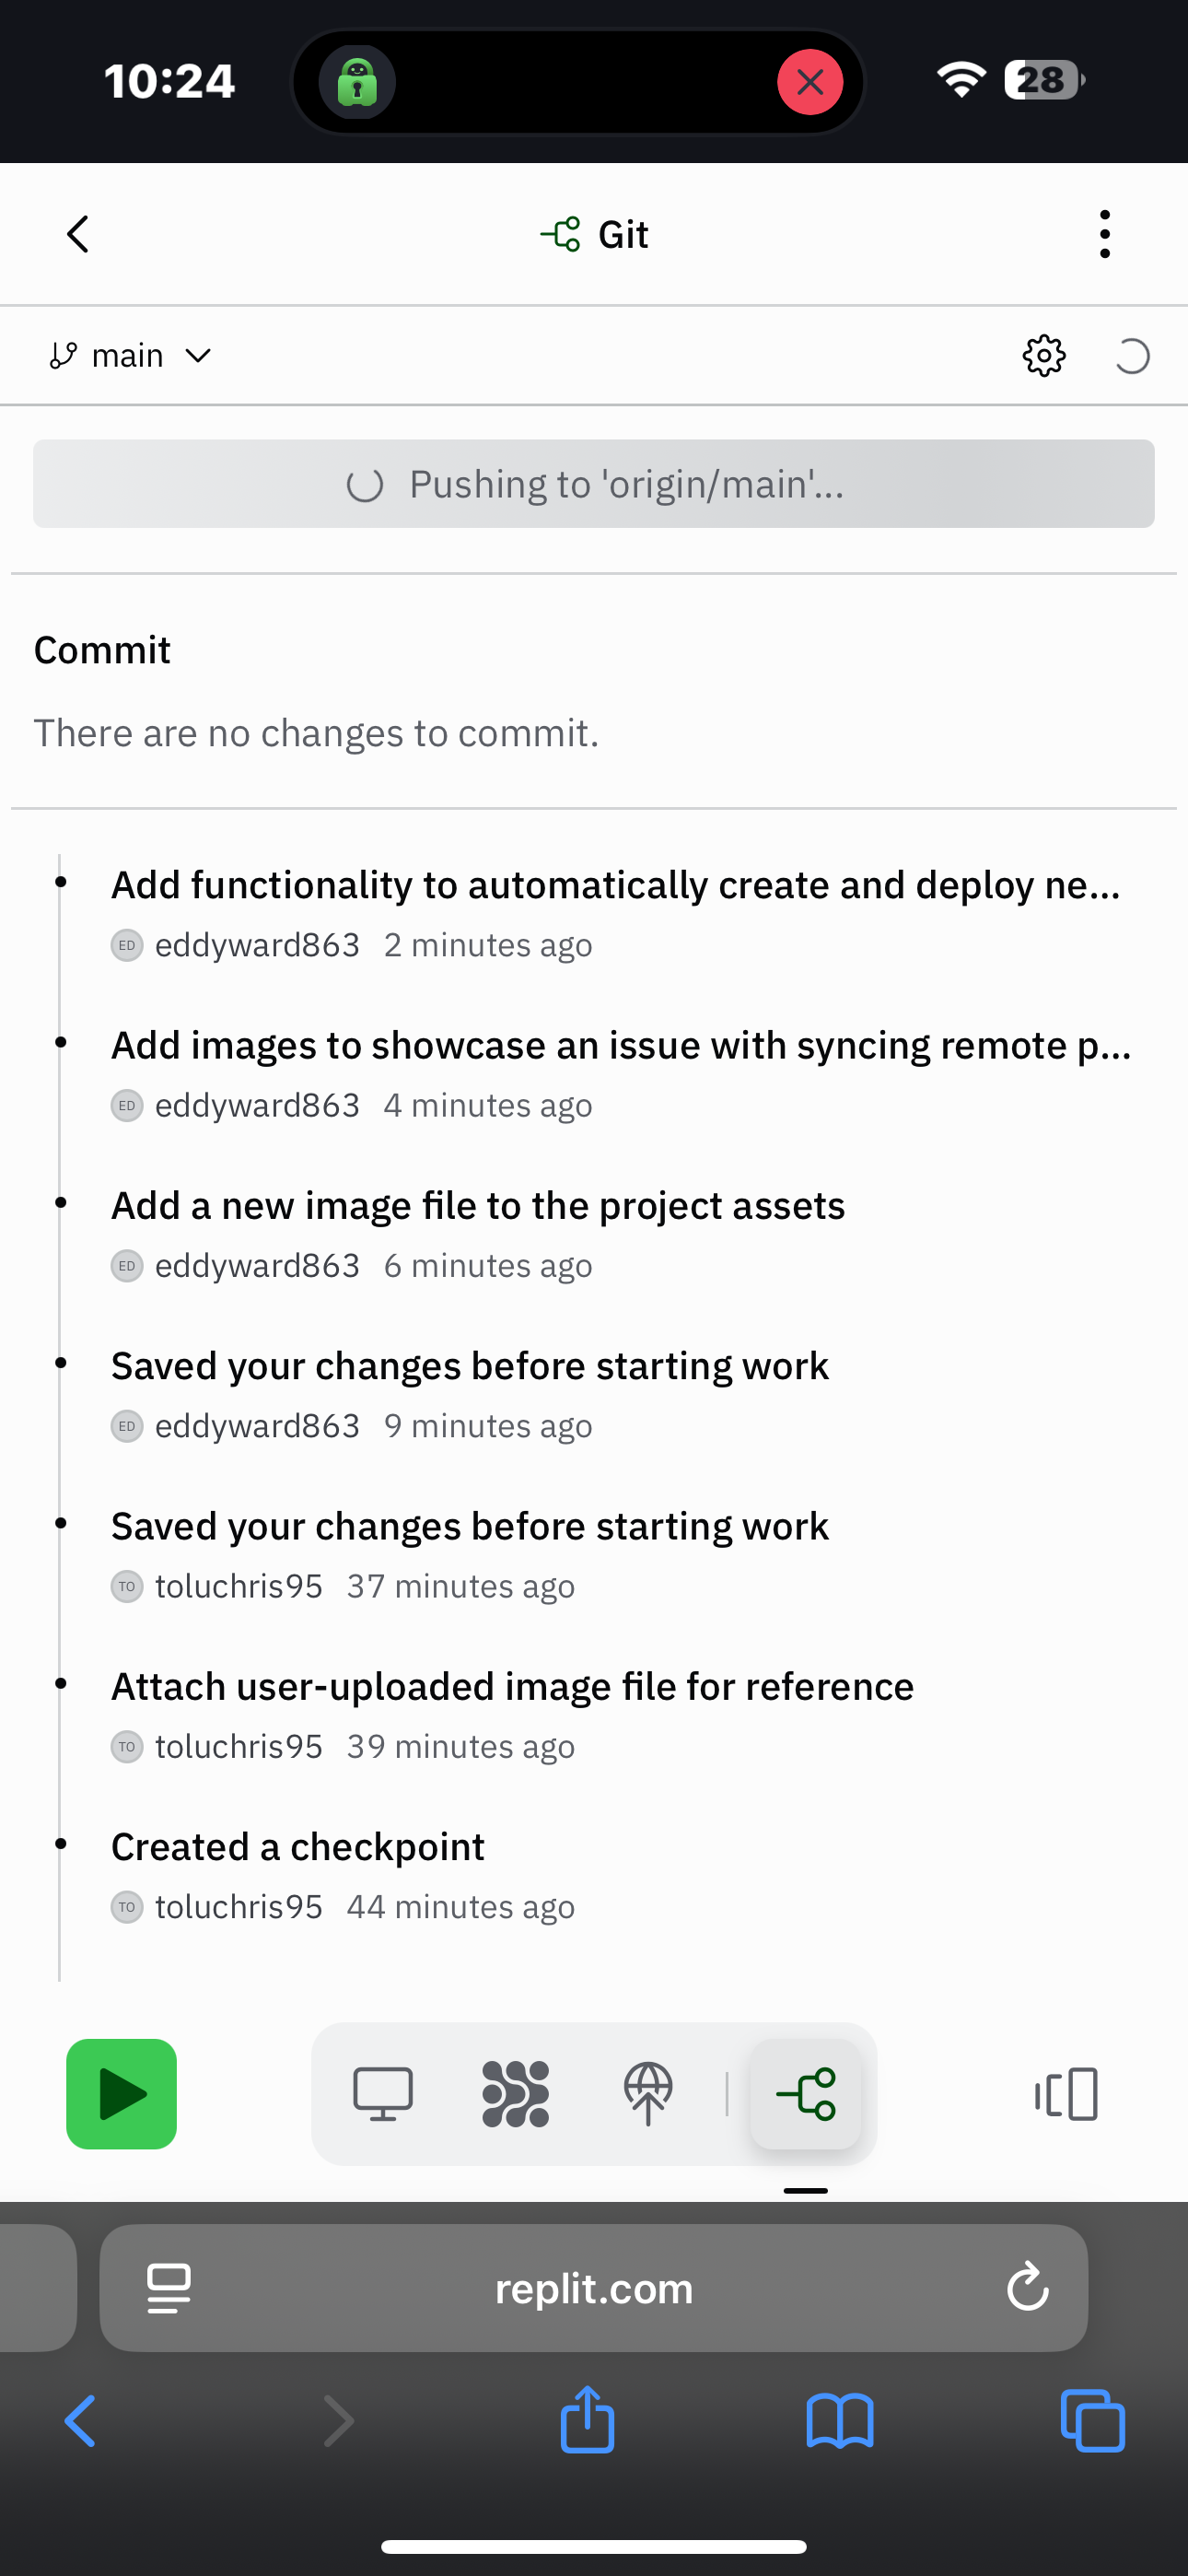 10:24
28
Git
main
Pushing to 'origin/main'...
Commit
There are no changes to commit.
Add functionality to automatically create and deploy ne...
ED eddyward863 2 minutes ago
Add images to showcase an issue with syncing remote p...
ED eddyward863 4 minutes ago
Add a new image file to the project assets
ED eddyward863 6 minutes ago
Saved your changes before starting work
ED eddyward863 9 minutes ago
Saved your changes before starting work
TO toluchris95 37 minutes ago
Attach user-uploaded image file for reference
TO toluchris95 39 minutes ago
Created a checkpoint
TO toluchris95 44 minutes ago
replit.com